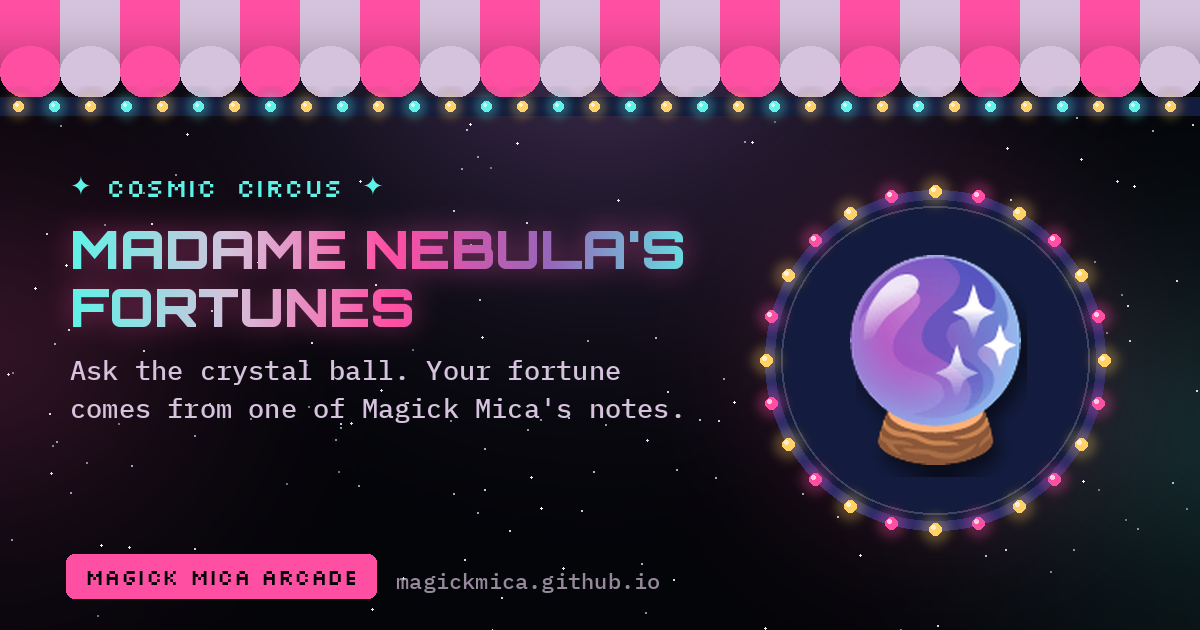 ✦ COSMIC CIRCUS ✦
MADAME NEBULA'S
FORTUNES
Ask the crystal ball. Your fortune
comes from one of Magick Mica's notes.
MAGICK MICA ARCADE
magickmica.github.io